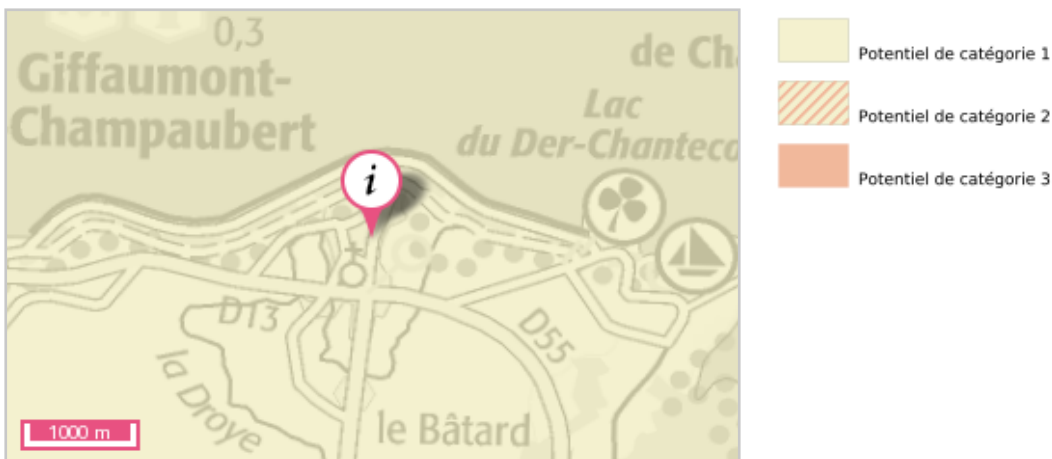 0,3
Giffaumont-
Champaubert
de Ch
Lac
du Der-Chanteco
D13
D55
la Droye
le Bâtard
1000 m
i
Potentiel de catégorie 1
Potentiel de catégorie 2
Potentiel de catégorie 3